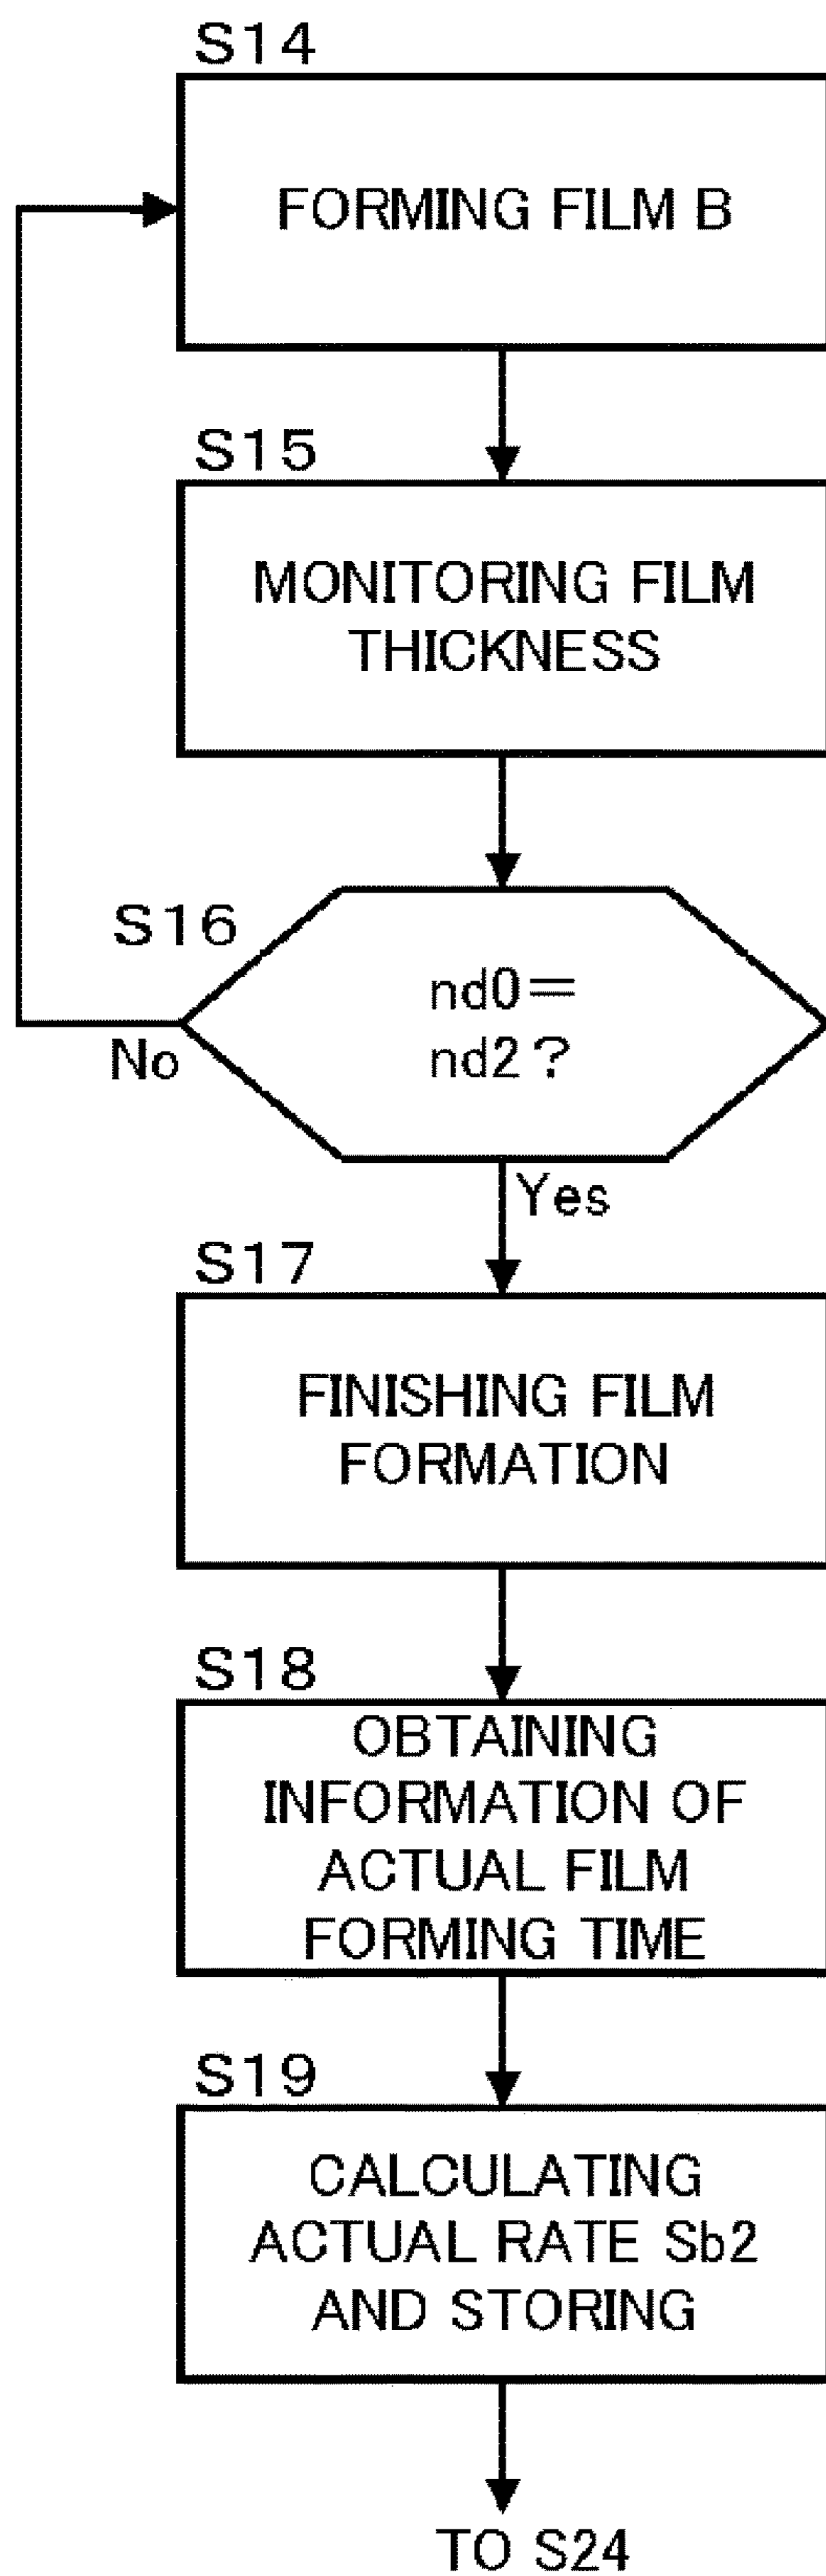 S14
FORMING FILM B
S15
MONITORING FILM
THICKNESS
S16
nd0=
nd2?
No
Yes
S17
FINISHING FILM
FORMATION
S18
OBTAINING
INFORMATION OF
ACTUAL FILM
FORMING TIME
S19
CALCULATING
ACTUAL RATE Sb2
AND STORING
TO S24